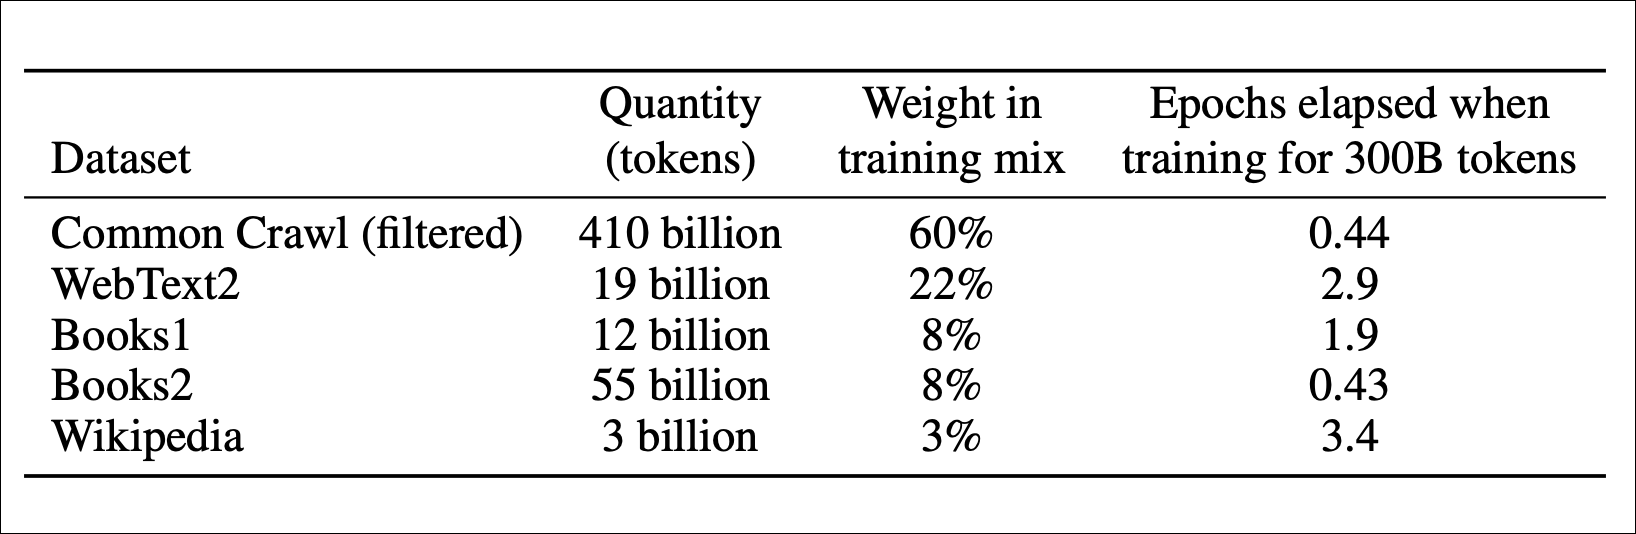 Dataset Quantity (tokens) Weight in training mix Epochs elapsed when training for 300B tokens
Common Crawl (filtered) 410 billion 60% 0.44
WebText2 19 billion 22% 2.9
Books1 12 billion 8% 1.9
Books2 55 billion 8% 0.43
Wikipedia 3 billion 3% 3.4